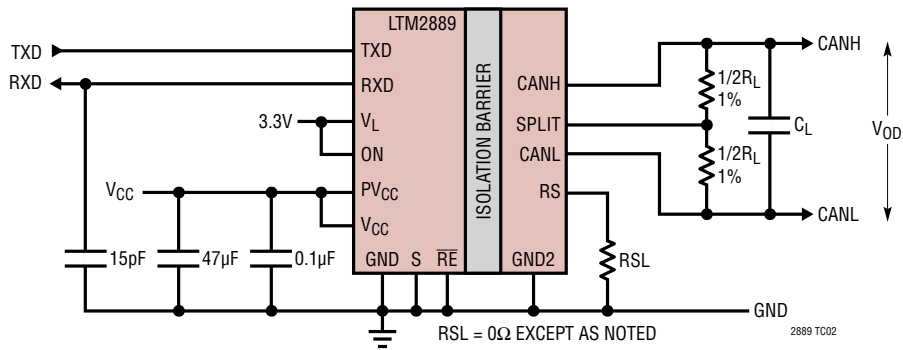 LTM2889
TXD
TXD
RXD
RXD
3.3V
VL
ON
VCC
PVCC
VCC
15pF
47µF
0.1µF
GND
S
RE
ISOLATION BARRIER
CANH
SPLIT
CANL
RS
GND2
1/2RL
1%
1/2RL
1%
CL
CANH
VOD
CANL
RSL
GND
RSL = 0Ω EXCEPT AS NOTED
2889 TC02